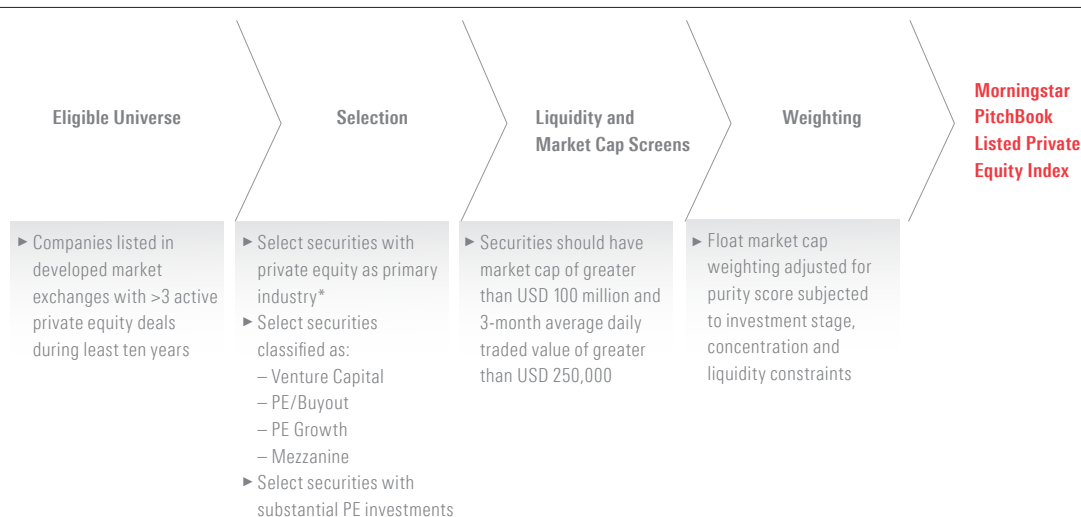 Eligible Universe
Selection
Liquidity and
Market Cap Screens
Weighting
Morningstar
PitchBook
Listed Private
Equity Index
► Companies listed in
developed market
exchanges with >3 active
private equity deals
during least ten years
► Select securities with
private equity as primary
industry*
► Select securities
classified as:
– Venture Capital
– PE/Buyout
– PE Growth
– Mezzanine
► Select securities with
substantial PE investments
► Securities should have
market cap of greater
than USD 100 million and
3-month average daily
traded value of greater
than USD 250,000
► Float market cap
weighting adjusted for
purity score subjected
to investment stage,
concentration and
liquidity constraints